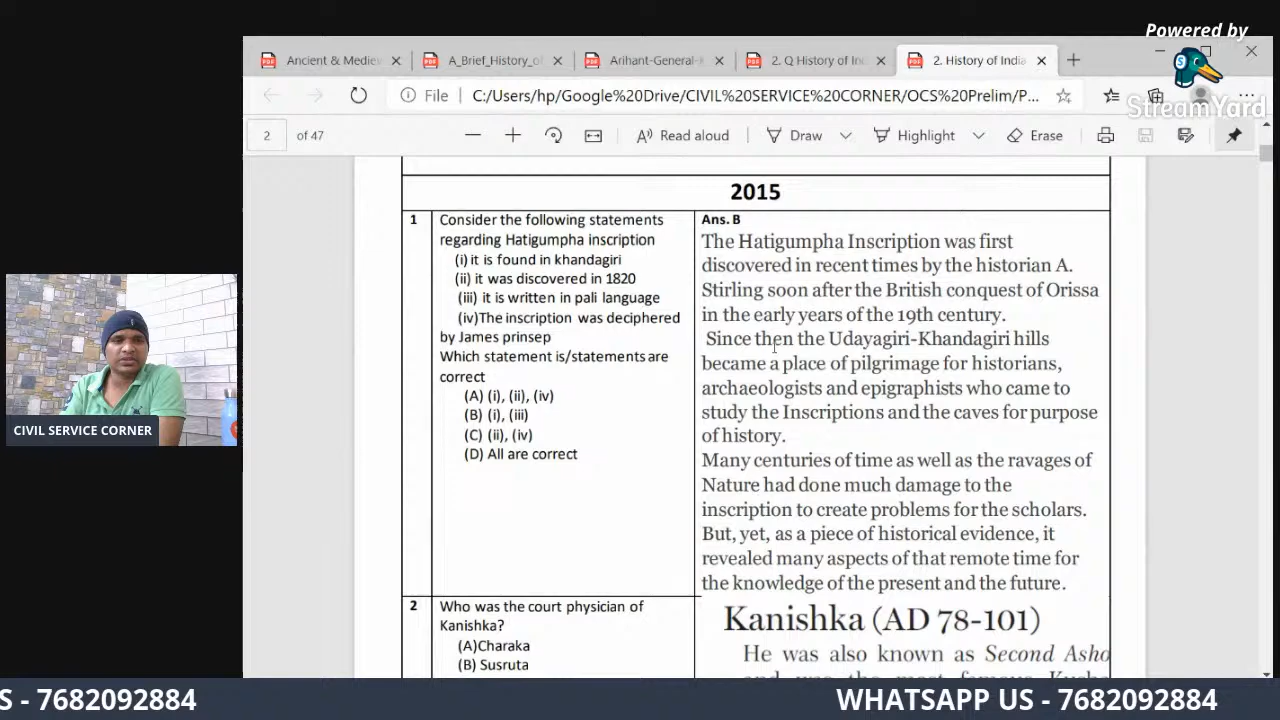 Powered by
StreamYard
Ancient & Mediev
A_Brief_History_o
Arihant-General-
2. Q History of In
2. History of India
File C:/Users/hp/Google%20Drive/CIVIL%20SERVICE%20CORNER/OCS%20Prelim/P...
2 of 47
Read aloud
Draw
Highlight
Erase
2015
1
Consider the following statements
regarding Hatigumpha inscription
(i) it is found in khandagiri
(ii) it was discovered in 1820
(iii) it is written in pali language
(iv)The inscription was deciphered
by James prinsep
Which statement is/statements are
correct
(A) (i), (ii), (iv)
(B) (i), (iii)
(C) (ii), (iv)
(D) All are correct
Ans. B
The Hatigumpha Inscription was first
discovered in recent times by the historian A.
Stirling soon after the British conquest of Orissa
in the early years of the 19th century.
Since then the Udayagiri-Khandagiri hills
became a place of pilgrimage for historians,
archaeologists and epigraphists who came to
study the Inscriptions and the caves for purpose
of history.
Many centuries of time as well as the ravages of
Nature had done much damage to the
inscription to create problems for the scholars.
But, yet, as a piece of historical evidence, it
revealed many aspects of that remote time for
the knowledge of the present and the future.
2
Who was the court physician of
Kanishka?
(A)Charaka
(B) Susruta
Kanishka (AD 78-101)
He was also known as Second Asho
CIVIL SERVICE CORNER
S - 7682092884
WHATSAPP US - 7682092884